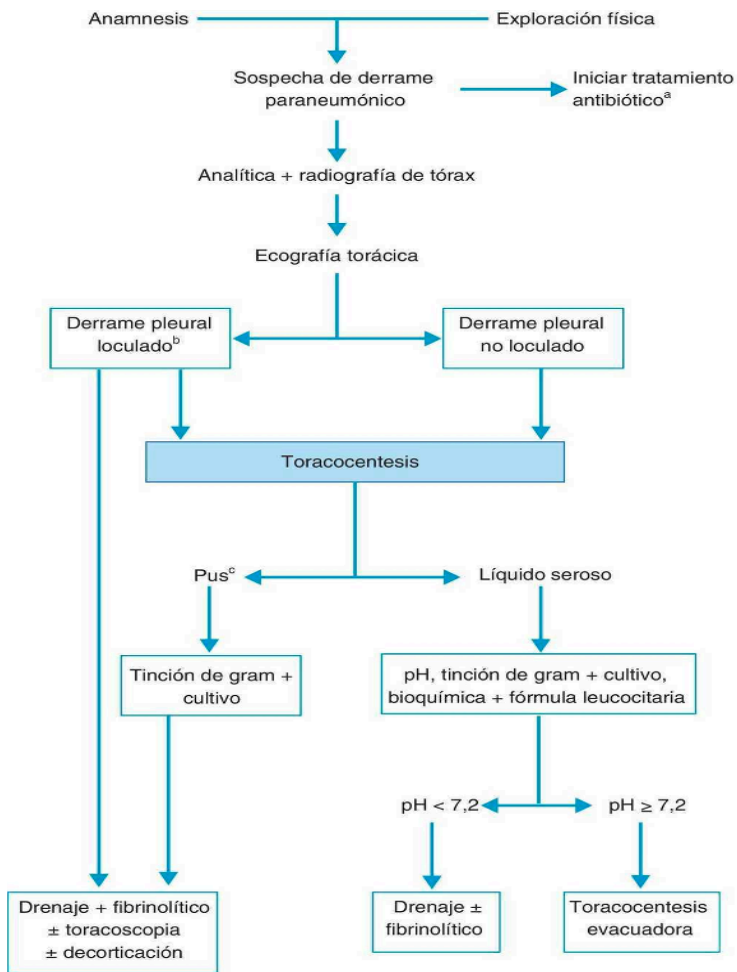 Anamnesis
Exploración física
Sospecha de derrame
paraneumónico
Iniciar tratamiento
antibiótico^a
Analítica + radiografía de tórax
Ecografía torácica
Derrame pleural
loculado^b
Derrame pleural
no loculado
Toracocentesis
Pus^c
Líquido seroso
Tinción de gram +
cultivo
pH, tinción de gram + cultivo,
bioquímica + fórmula leucocitaria
pH < 7,2
pH ≥ 7,2
Drenaje + fibrinolítico
± toracoscopia
± decorticación
Drenaje ±
fibrinolítico
Toracocentesis
evacuadora